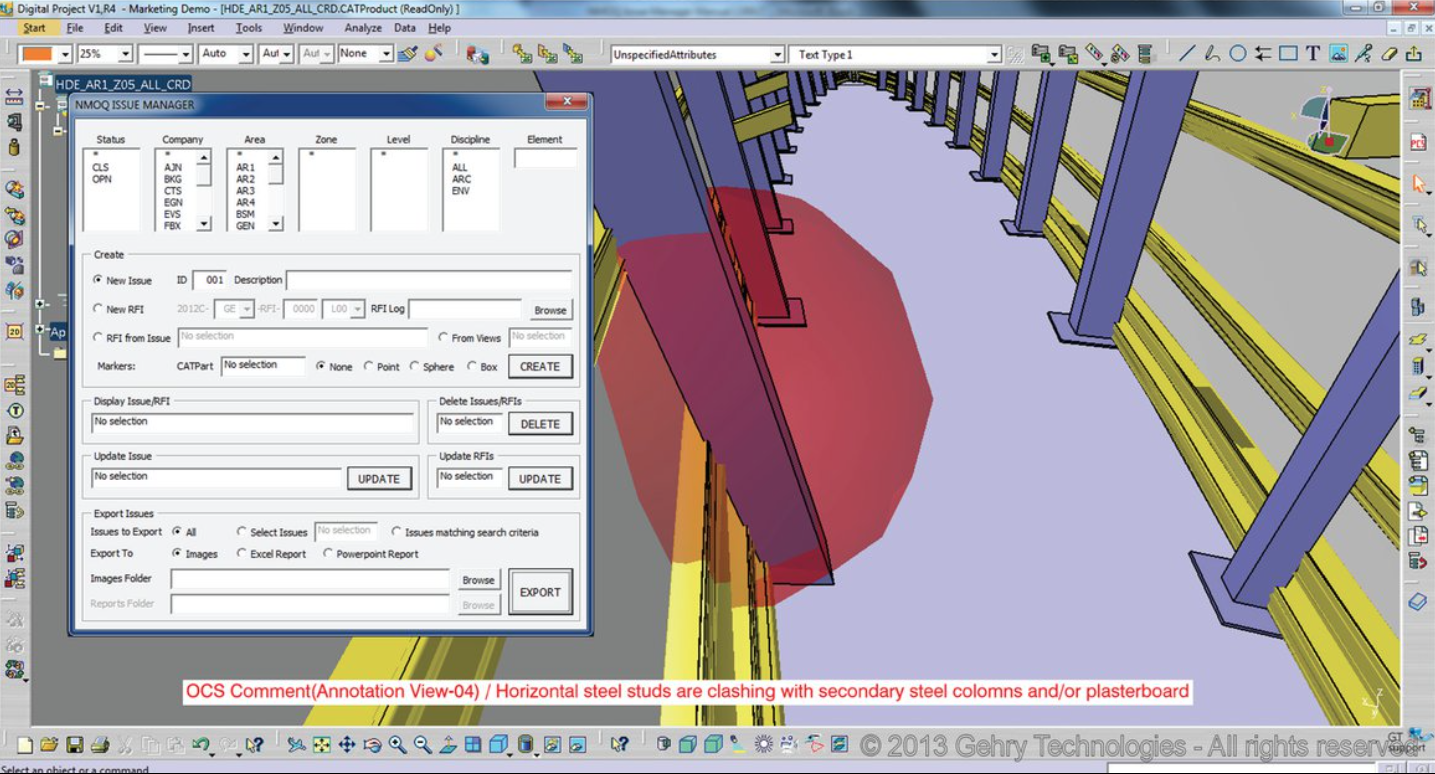 Digital Project V1,R4 - Marketing Demo - [HDE_AR1_Z05_ALL_CRD.CATProduct (ReadOnly) ]
Start File Edit View Insert Tools Window Analyze Data Help
25% Auto Aut Aut None UnspecifiedAttributes Text Type 1
HDE_AR1_Z05_ALL_CRD
NMOQ ISSUE MANAGER
Status Company Area Zone Level Discipline Element
* * * * * *
CLS AJN AR1 ALL
OPN BKG AR2 ARC
CTS AR3 ENV
EGN AR4
EVS BSM
FBX GEN
Create
New Issue ID 001 Description
New RFI 2012C- GE -RFI- 0000 L00 RFI Log Browse
RFI from Issue No selection From Views No selection
Markers: CATPart No selection None Point Sphere Box CREATE
Display Issue/RFI Delete Issues/RFIs
No selection No selection DELETE
Update Issue Update RFIs
No selection UPDATE No selection UPDATE
Export Issues
Issues to Export All Select Issues No selection Issues matching search criteria
Export To Images Excel Report Powerpoint Report
Images Folder Browse
EXPORT
Reports Folder Browse
Ap
OCS Comment(Annotation View-04) / Horizontal steel studs are clashing with secondary steel colomns and/or plasterboard
© 2013 Gehry Technologies - All rights reserved
GT
support
Select an object or a command